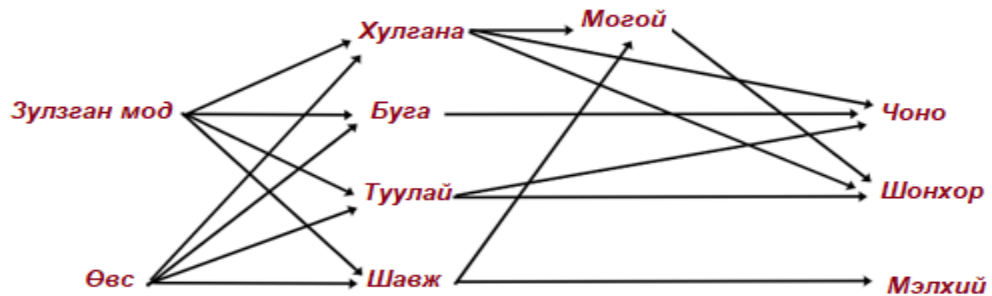 Могой
Хулгана
Зулзган мод
Буга
Чоно
Туулай
Шонхор
Өвс
Шавж
Мэлхий